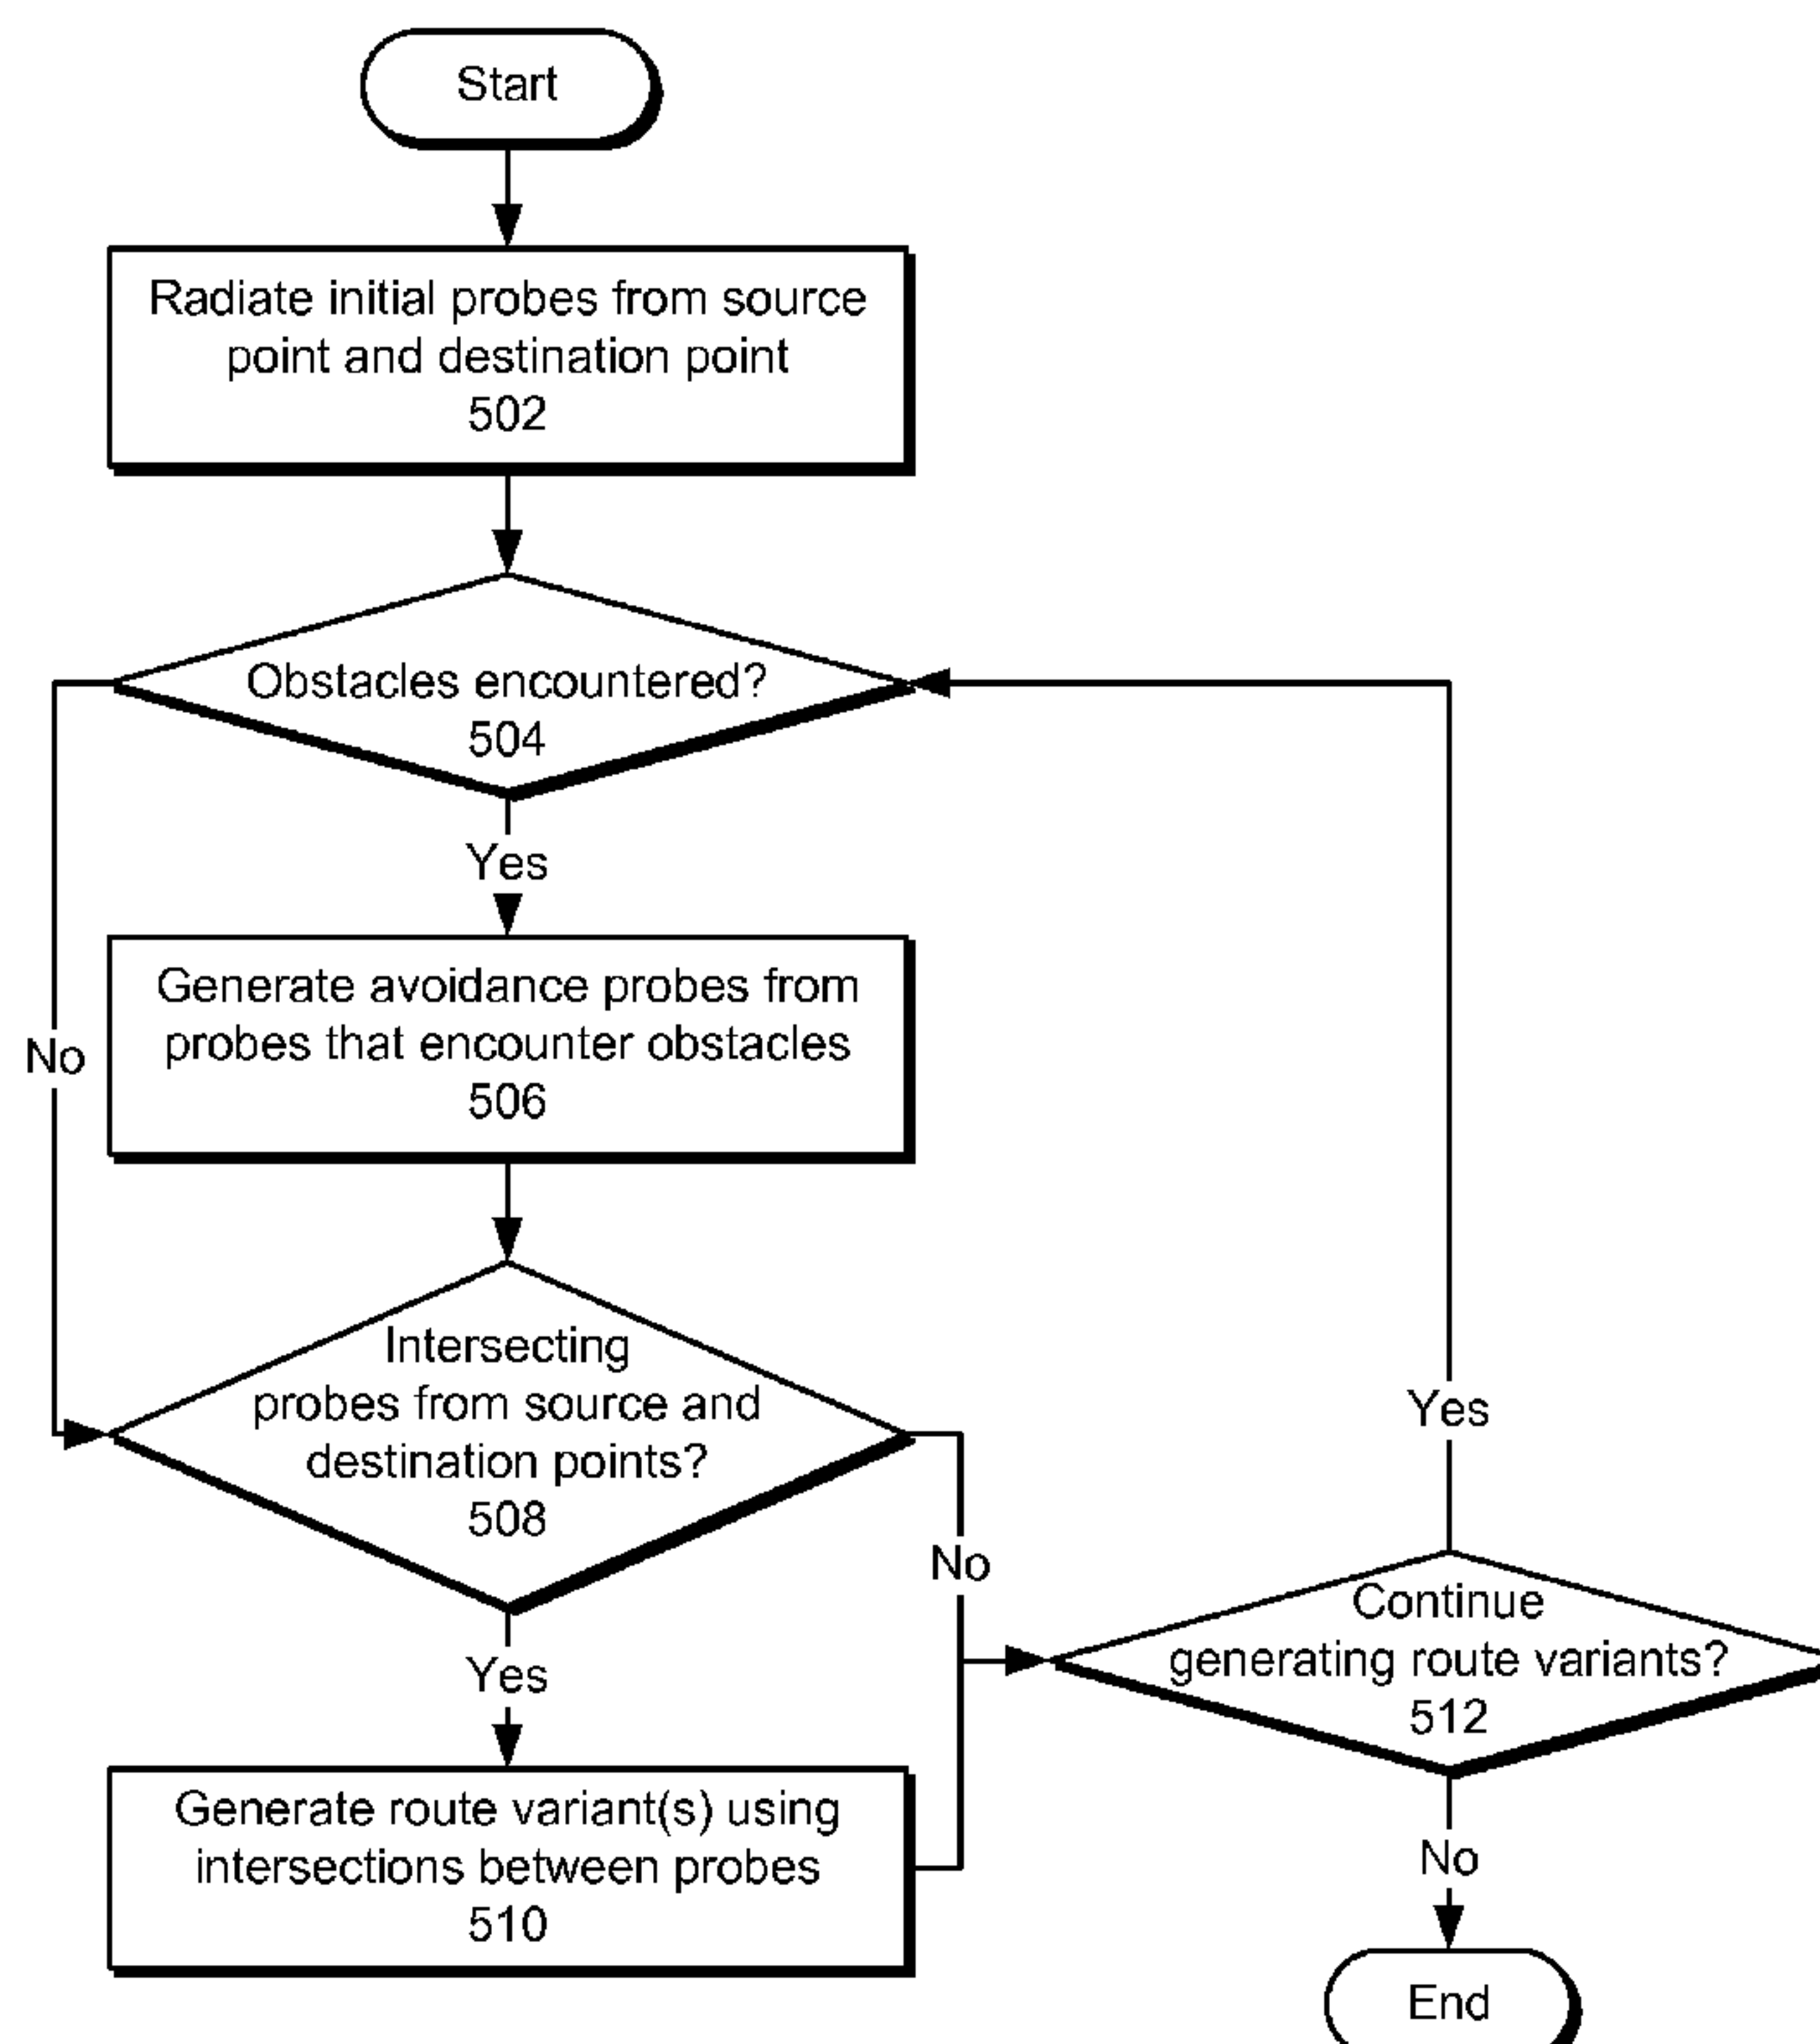 Start
Radiate initial probes from source
point and destination point
502
Obstacles encountered?
504
Yes
No
Generate avoidance probes from
probes that encounter obstacles
506
Intersecting
probes from source and
destination points?
508
No
Yes
Generate route variant(s) using
intersections between probes
510
Yes
Continue
generating route variants?
512
No
End